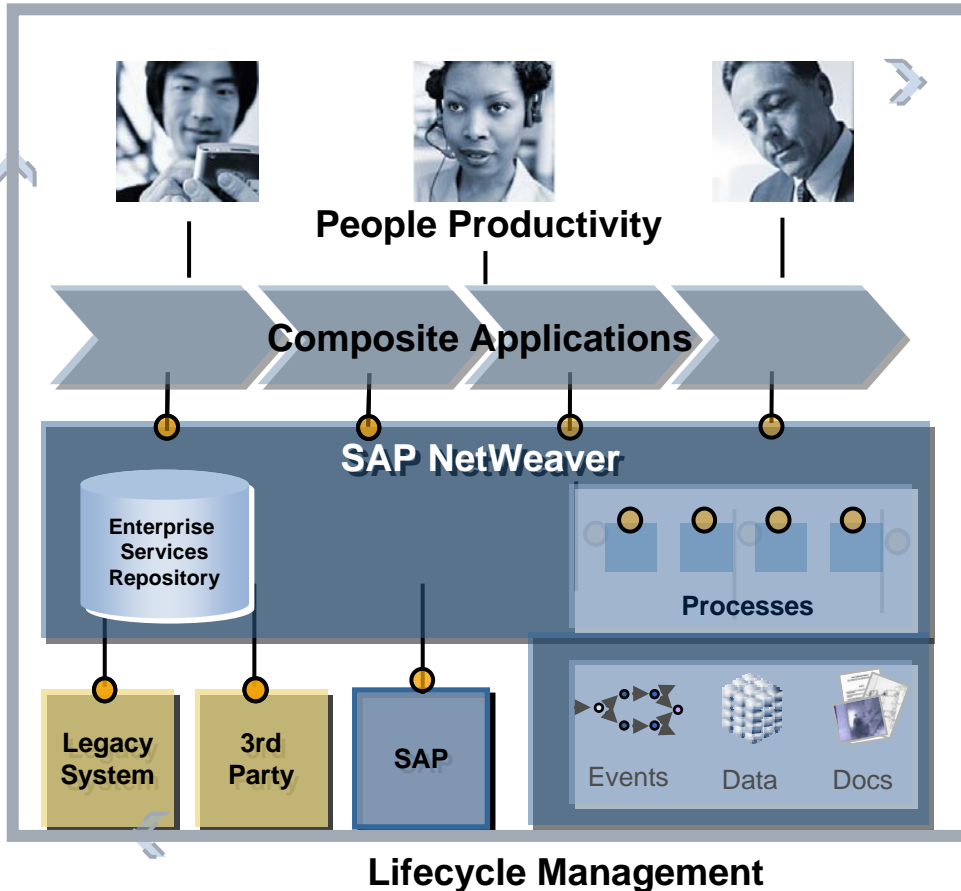 People Productivity
Composite Applications
SAP NetWeaver
Enterprise
Services
Repository
Processes
Legacy
System
3rd
Party
SAP
Events
Data
Docs
Lifecycle Management